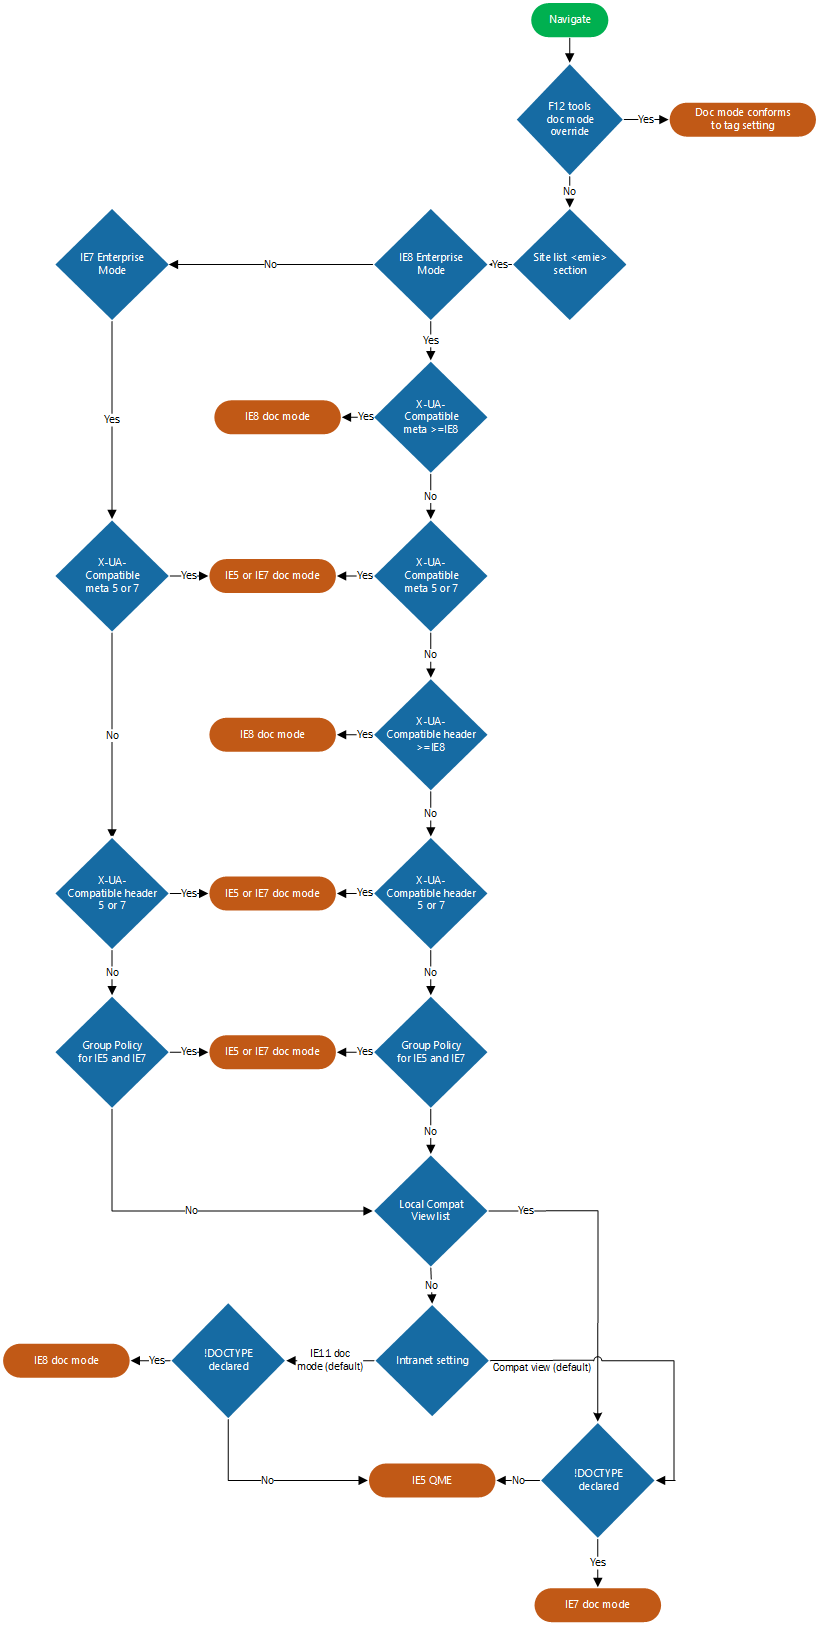 Navigate
F12 tools
doc mode
override
Yes
Doc mode conforms
to tag setting
No
IE7 Enterprise
Mode
No
IE8 Enterprise
Mode
Yes
Site list <emie>
section
Yes
Yes
IE8 doc mode
Yes
X-UA-
Compatible
meta >=IE8
No
X-UA-
Compatible
meta 5 or 7
Yes
IE5 or IE7 doc mode
Yes
X-UA-
Compatible
meta 5 or 7
No
No
IE8 doc mode
Yes
X-UA-
Compatible header
>=IE8
No
X-UA-
Compatible header
5 or 7
Yes
IE5 or IE7 doc mode
Yes
X-UA-
Compatible header
5 or 7
No
No
Group Policy
for IE5 and IE7
Yes
IE5 or IE7 doc mode
Yes
Group Policy
for IE5 and IE7
No
No
Local Compat
View list
Yes
No
IE8 doc mode
Yes
!DOCTYPE
declared
IE11 doc
mode (default)
Intranet setting
Compat view (default)
No
IE5 QME
No
!DOCTYPE
declared
Yes
IE7 doc mode